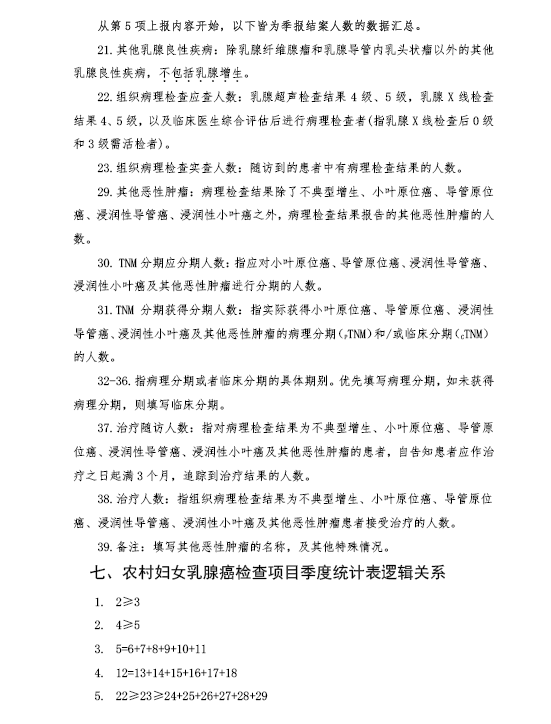 从第 5 项上报内容开始，以下皆为季报结案人数的数据汇总。
21.其他乳腺良性疾病：除乳腺纤维腺瘤和乳腺导管内乳头状瘤以外的其他
乳腺良性疾病，不包括乳腺增生。
22.组织病理检查应查人数：乳腺超声检查结果 4 级、5 级，乳腺 X 线检查
结果 4、5 级，以及临床医生综合评估后进行病理检查者(指乳腺 X 线检查后 0 级
和 3 级需活检者)。
23.组织病理检查实查人数：随访到的患者中有病理检查结果的人数。
29.其他恶性肿瘤：病理检查结果除了不典型增生、小叶原位癌、导管原位
癌、浸润性导管癌、浸润性小叶癌之外，病理检查结果报告的其他恶性肿瘤的人
数。
30. TNM 分期应分期人数：指应对小叶原位癌、导管原位癌、浸润性导管癌、
浸润性小叶癌及其他恶性肿瘤进行分期的人数。
31.TNM 分期获得分期人数：指实际获得小叶原位癌、导管原位癌、浸润性
导管癌、浸润性小叶癌及其他恶性肿瘤的病理分期(pTNM)和/或临床分期(cTNM)
的人数。
32-36.指病理分期或者临床分期的具体期别。优先填写病理分期，如未获得
病理分期，则填写临床分期。
37.治疗随访人数：指对病理检查结果为不典型增生、小叶原位癌、导管原
位癌、浸润性导管癌、浸润性小叶癌及其他恶性肿瘤的患者，自告知患者应作治
疗之日起满 3 个月，追踪到治疗结果的人数。
38.治疗人数：指组织病理检查结果为不典型增生、小叶原位癌、导管原位
癌、浸润性导管癌、浸润性小叶癌及其他恶性肿瘤患者接受治疗的人数。
39.备注：填写其他恶性肿瘤的名称，及其他特殊情况。
七、农村妇女乳腺癌检查项目季度统计表逻辑关系
1. 2≥3
2. 4≥5
3. 5=6+7+8+9+10+11
4. 12=13+14+15+16+17+18
5. 22≥23≥24+25+26+27+28+29